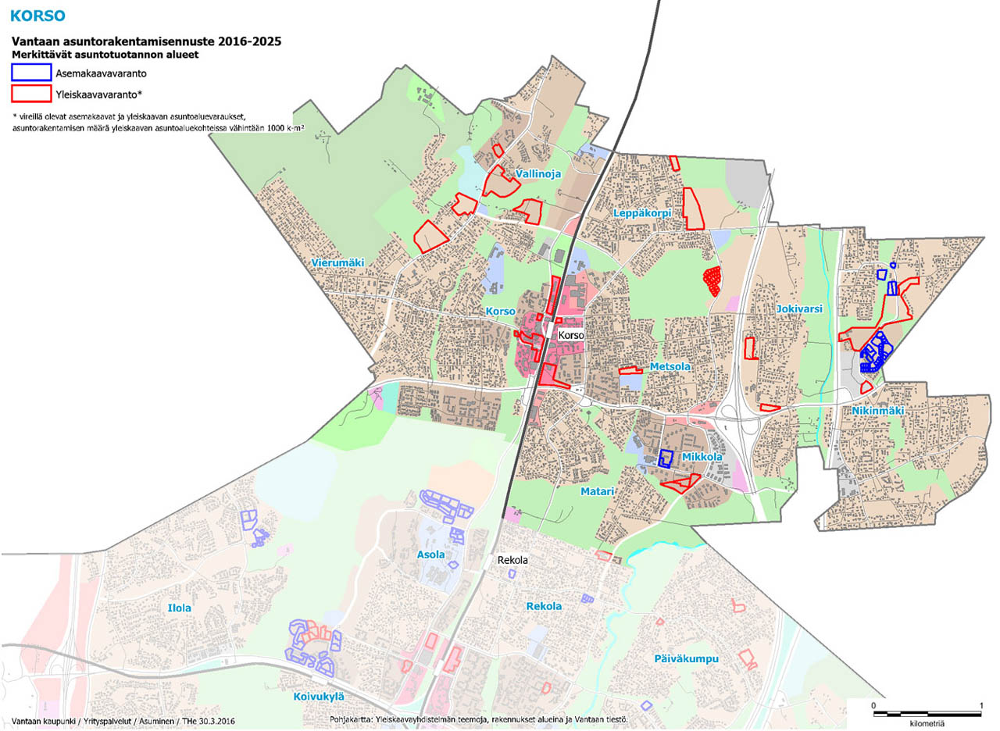 KORSO
Vantaan asuntorakentamisennuste 2016-2025
Merkittävät asuntotuotannon alueet
Asemakaavavaranto
Yleiskaavavaranto*
* vireillä olevat asemakaavat ja yleiskaavan asuntoaluevaraukset,
asuntorakentamisen määrä yleiskaavan asuntoaluekohteissa vähintään 1000 k-m²
Vallinoja
Leppäkorpi
Vierumäki
Korso
Jokivarsi
Korso
Metsola
Nikinmäki
Mikkola
Matari
Asola
Rekola
Ilola
Rekola
Päiväkumpu
Koivukylä
0 1
kilometriä
Vantaan kaupunki / Yrityspalvelut / Asuminen / THe 30.3.2016
Pohjakartta: Yleiskaavayhdistelmän teemoja, rakennukset alueina ja Vantaan tiestö.